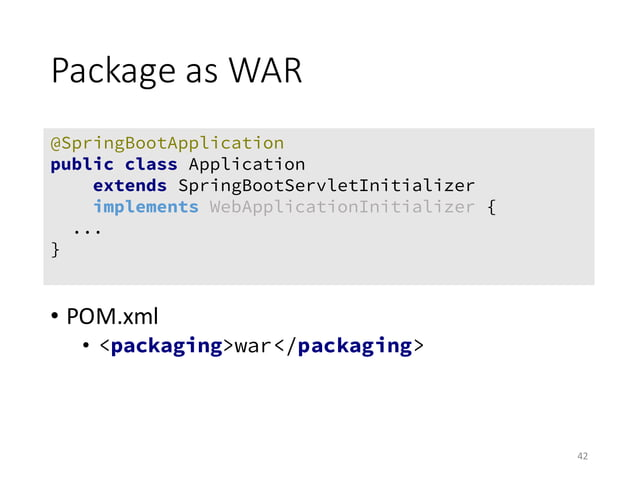 Package as WAR
@SpringBootApplication
public class Application
    extends SpringBootServletInitializer
    implements WebApplicationInitializer {
  ...
}
• POM.xml
• <packaging>war</packaging>
42